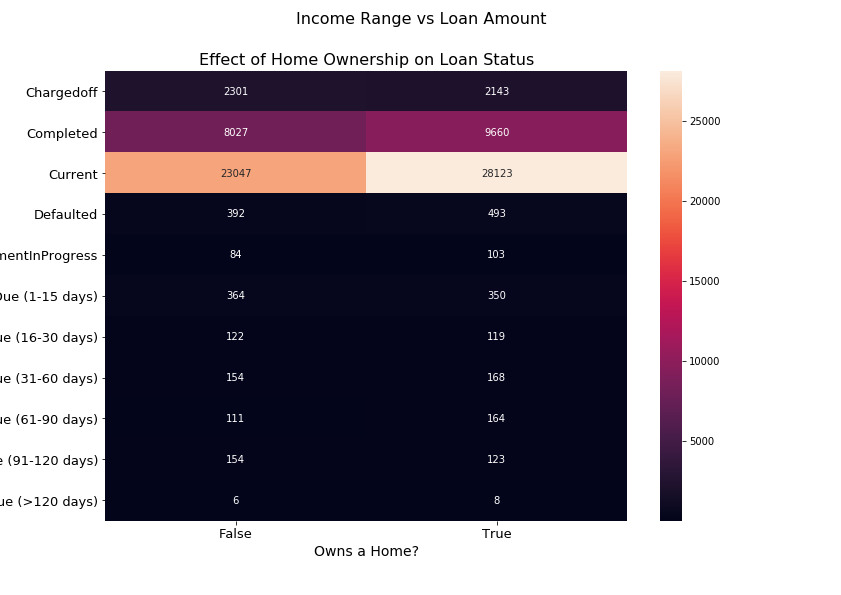 Income Range vs Loan Amount
Effect of Home Ownership on Loan Status
Chargedoff 2301 2143
Completed 8027 9660
Current 23047 28123
Defaulted 392 493
mentInProgress 84 103
Due (1-15 days) 364 350
ue (16-30 days) 122 119
ue (31-60 days) 154 168
ue (61-90 days) 111 164
e (91-120 days) 154 123
ue (>120 days) 6 8
False True
Owns a Home?
25000
20000
15000
10000
5000